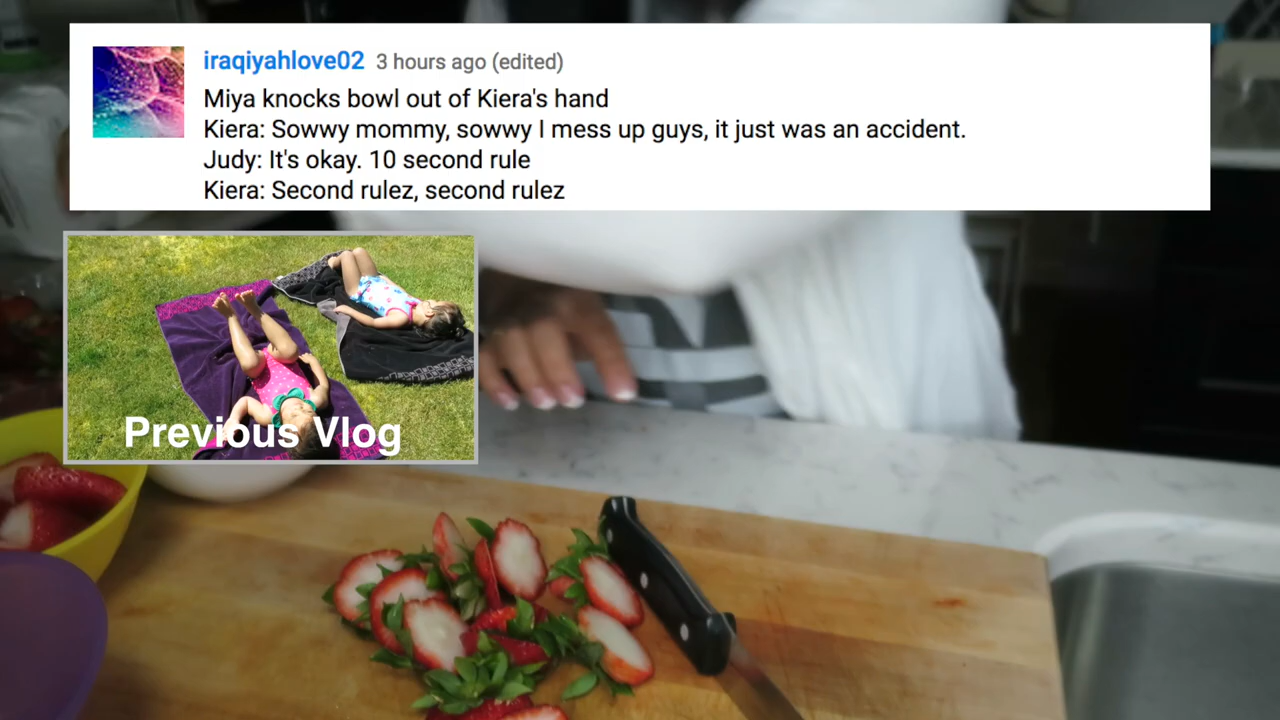 iraqiyahlove02 3 hours ago (edited)
Miya knocks bowl out of Kiera's hand
Kiera: Sowwy mommy, sowwy I mess up guys, it just was an accident.
Judy: It's okay. 10 second rule
Kiera: Second rulez, second rulez
Previous Vlog